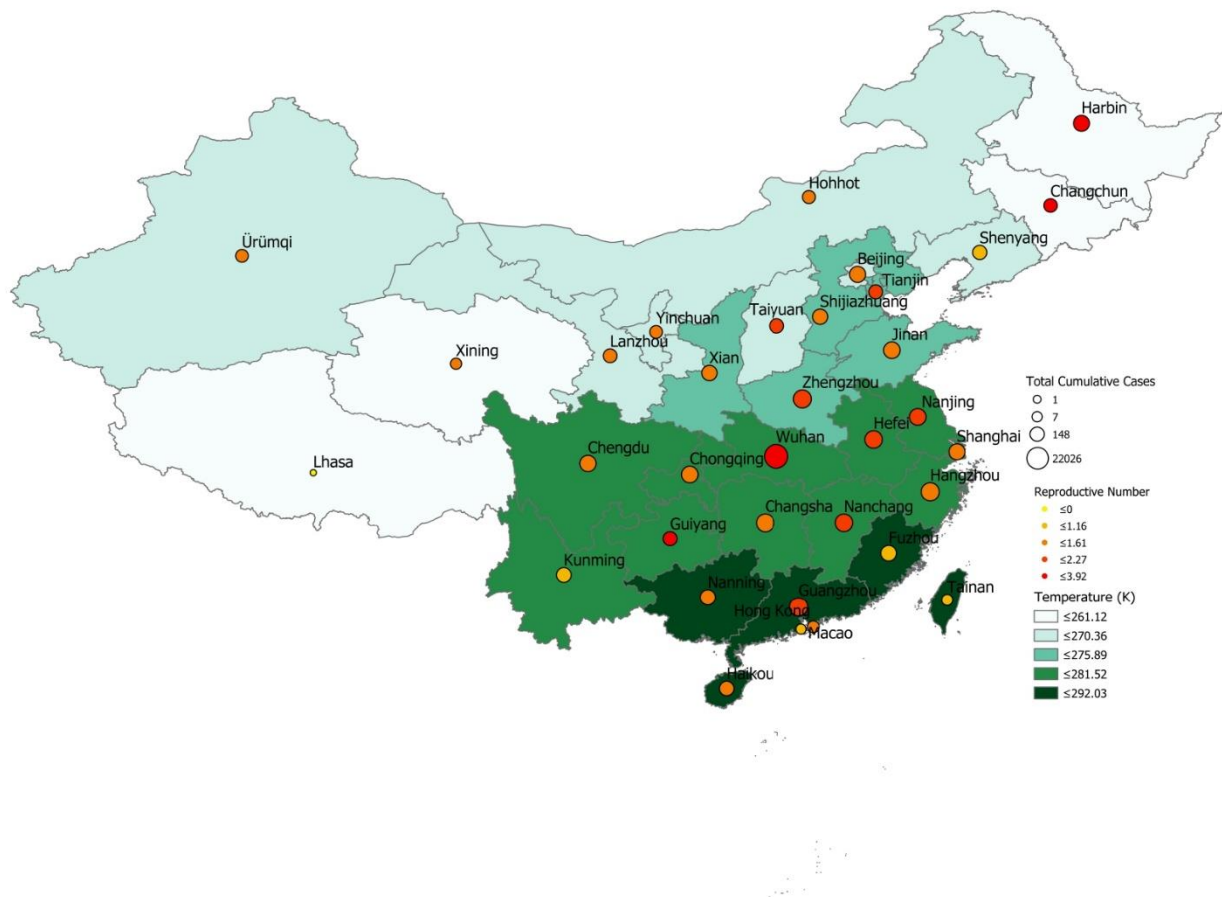 Harbin
Hohhot
Changchun
Ürümqi
Shenyang
Beijing
Tianjin
Taiyuan
Shijiazhuang
Yinchuan
Jinan
Lanzhou
Xining
Xian
Zhengzhou
Nanjing
Hefei
Wuhan
Shanghai
Chengdu
Lhasa
Chongqing
Hangzhou
Changsha
Nanchang
Guiyang
Fuzhou
Kunming
Nanning
Guangzhou
Tainan
Hong Kong
Macao
Haikou
Total Cumulative Cases
1
7
148
22026
Reproductive Number
≤0
≤1.16
≤1.61
≤2.27
≤3.92
Temperature (K)
≤261.12
≤270.36
≤275.89
≤281.52
≤292.03